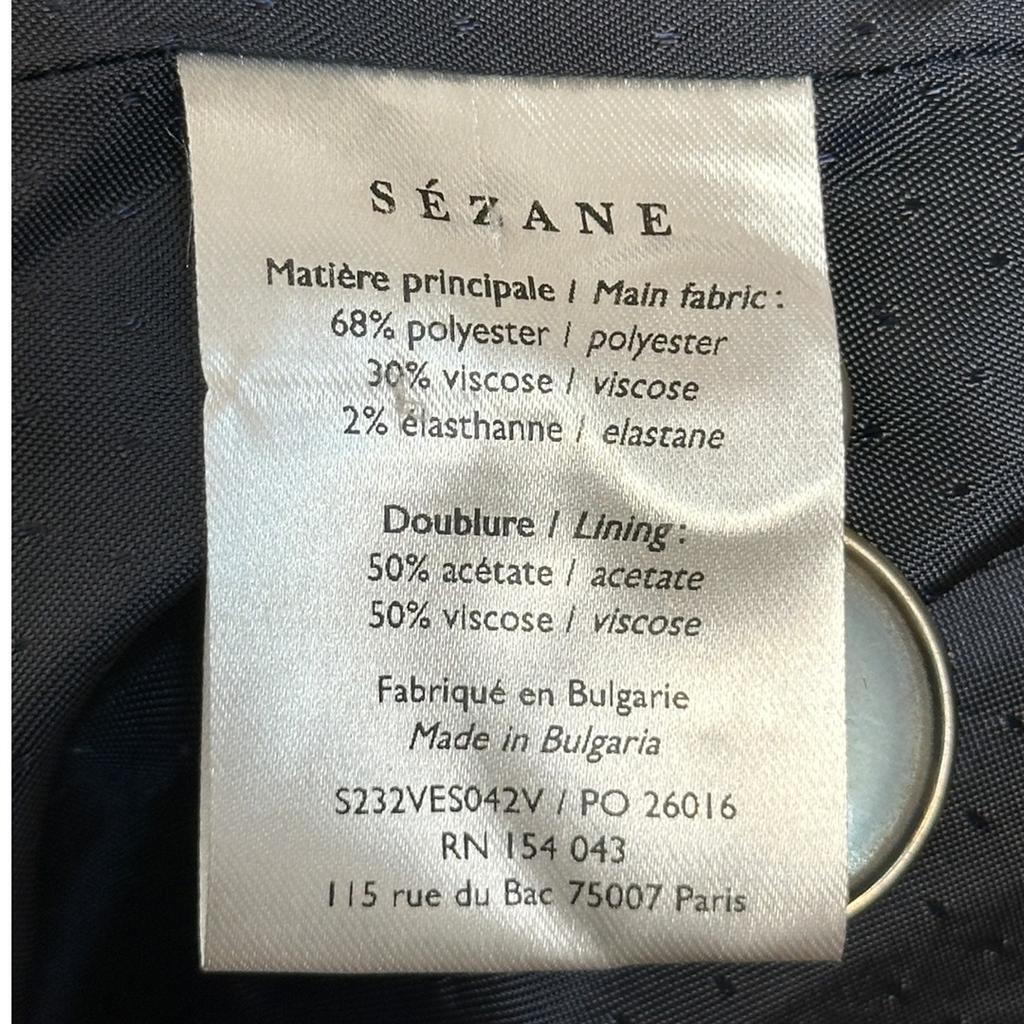 SÉZANE
Matière principale / Main fabric :
68% polyester / polyester
30% viscose / viscose
2% élasthanne / elastane
Doublure / Lining :
50% acétate / acetate
50% viscose / viscose
Fabriqué en Bulgarie
Made in Bulgaria
S232VES042V / PO 26016
RN 154 043
115 rue du Bac 75007 Paris